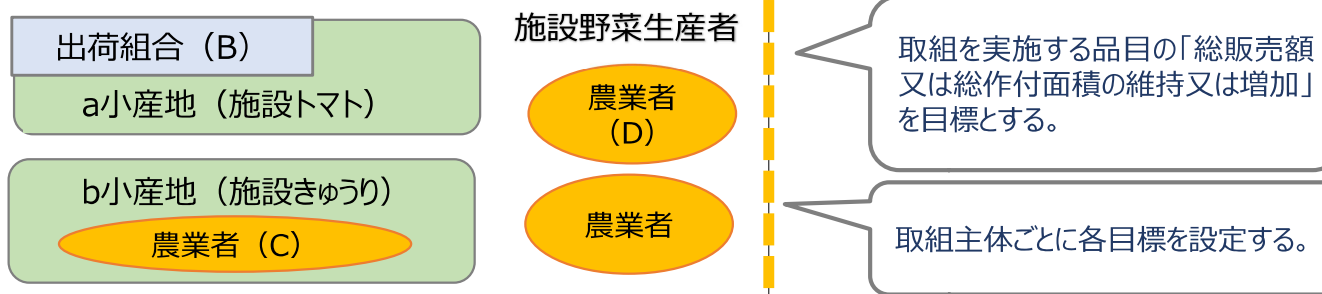 出荷組合（B）
a小産地（施設トマト）
b小産地（施設きゅうり）
農業者（C）
施設野菜生産者
農業者
（D）
農業者
取組を実施する品目の「総販売額
又は総作付面積の維持又は増加」
を目標とする。
取組主体ごとに各目標を設定する。